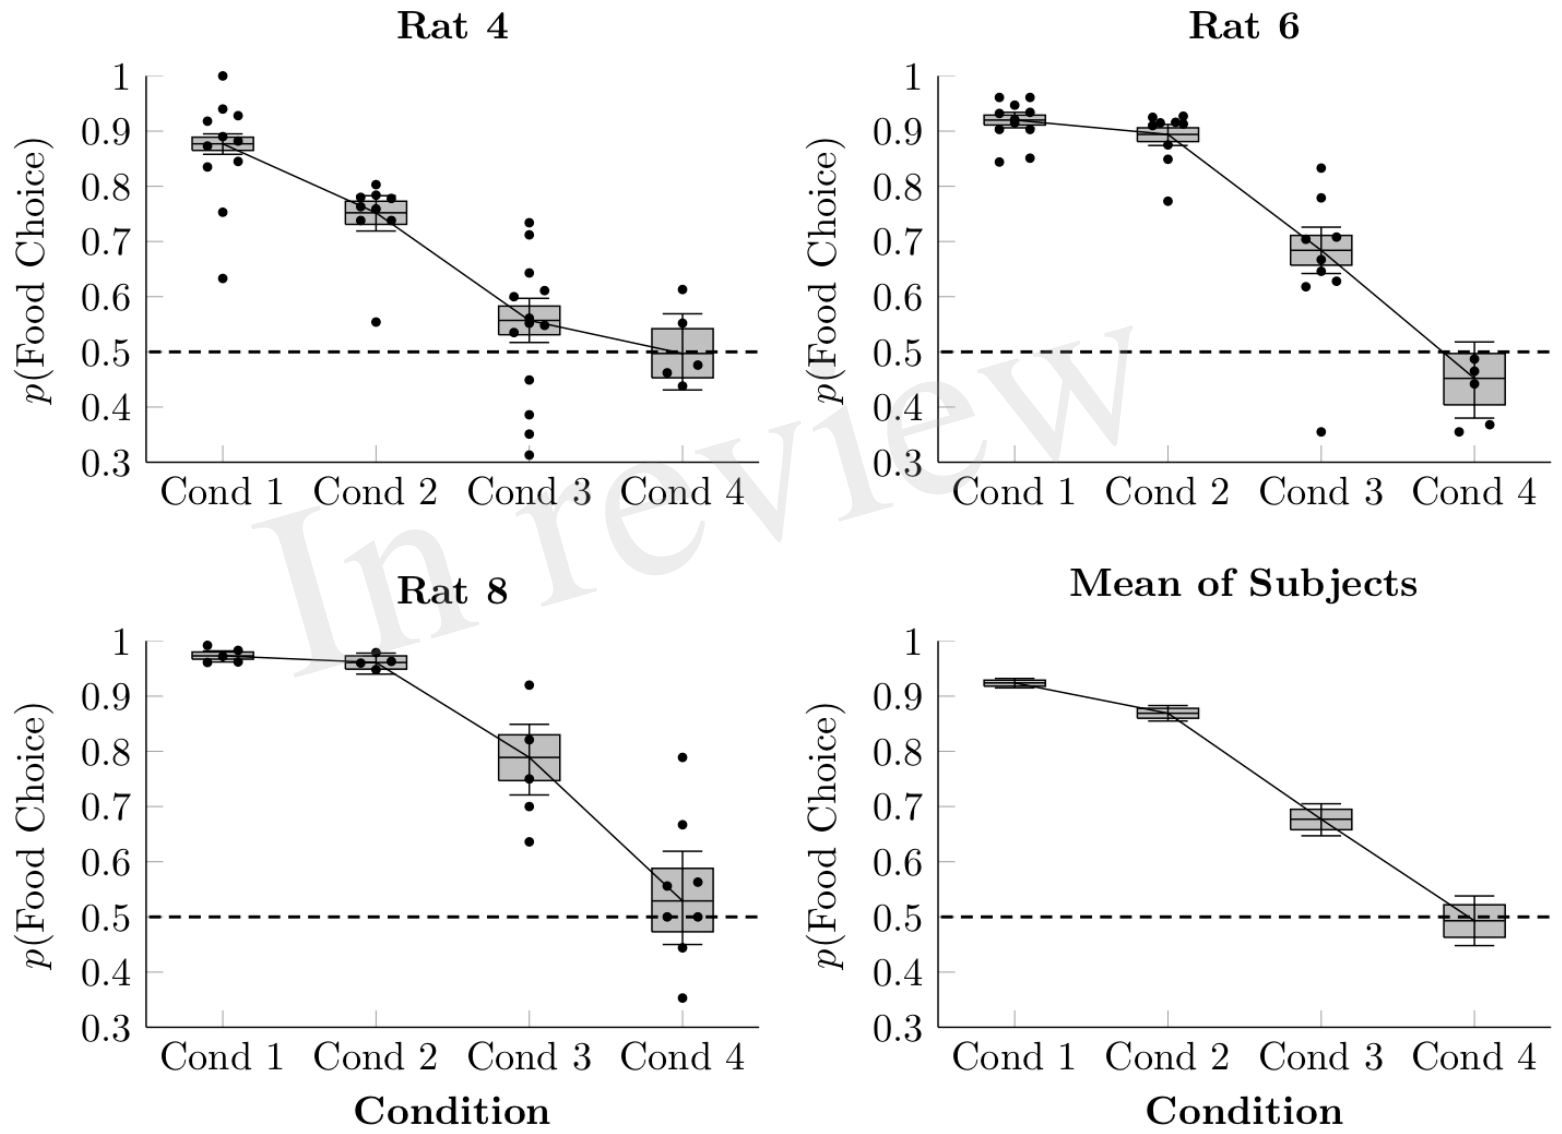 Rat 4
p(Food Choice)
1
0.9
0.8
0.7
0.6
0.5
0.4
0.3
Cond 1 Cond 2 Cond 3 Cond 4
Rat 6
p(Food Choice)
1
0.9
0.8
0.7
0.6
0.5
0.4
0.3
Cond 1 Cond 2 Cond 3 Cond 4
In review
Rat 8
p(Food Choice)
1
0.9
0.8
0.7
0.6
0.5
0.4
0.3
Cond 1 Cond 2 Cond 3 Cond 4
Condition
Mean of Subjects
p(Food Choice)
1
0.9
0.8
0.7
0.6
0.5
0.4
0.3
Cond 1 Cond 2 Cond 3 Cond 4
Condition